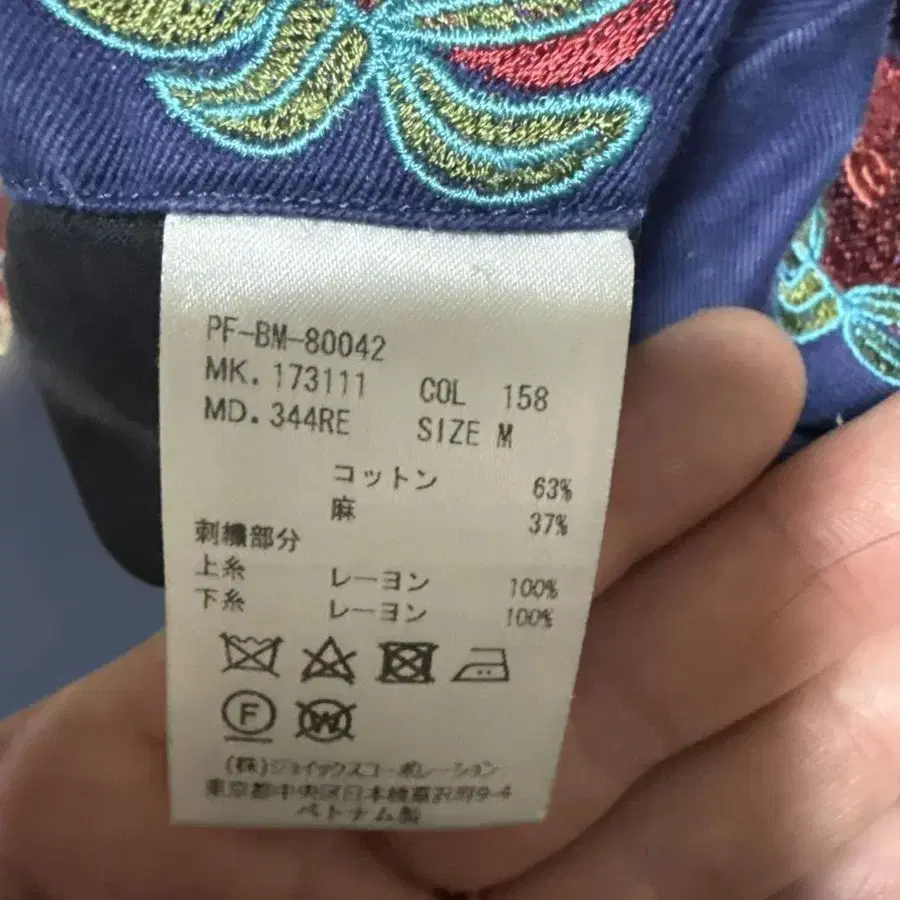 PF-BM-80042
MK. 173111 COL 158
MD. 344RE SIZE M
コットン 63%
麻 37%
刺繍部分
上糸 レーヨン 100%
下糸 レーヨン 100%
F W
(株)ジョイックスコーポレーション
東京都中央区日本橋蛎殻町9-4
ベトナム製